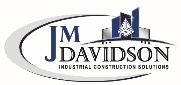 JM
DAVIDSON
INDUSTRIAL CONSTRUCTION SOLUTIONS